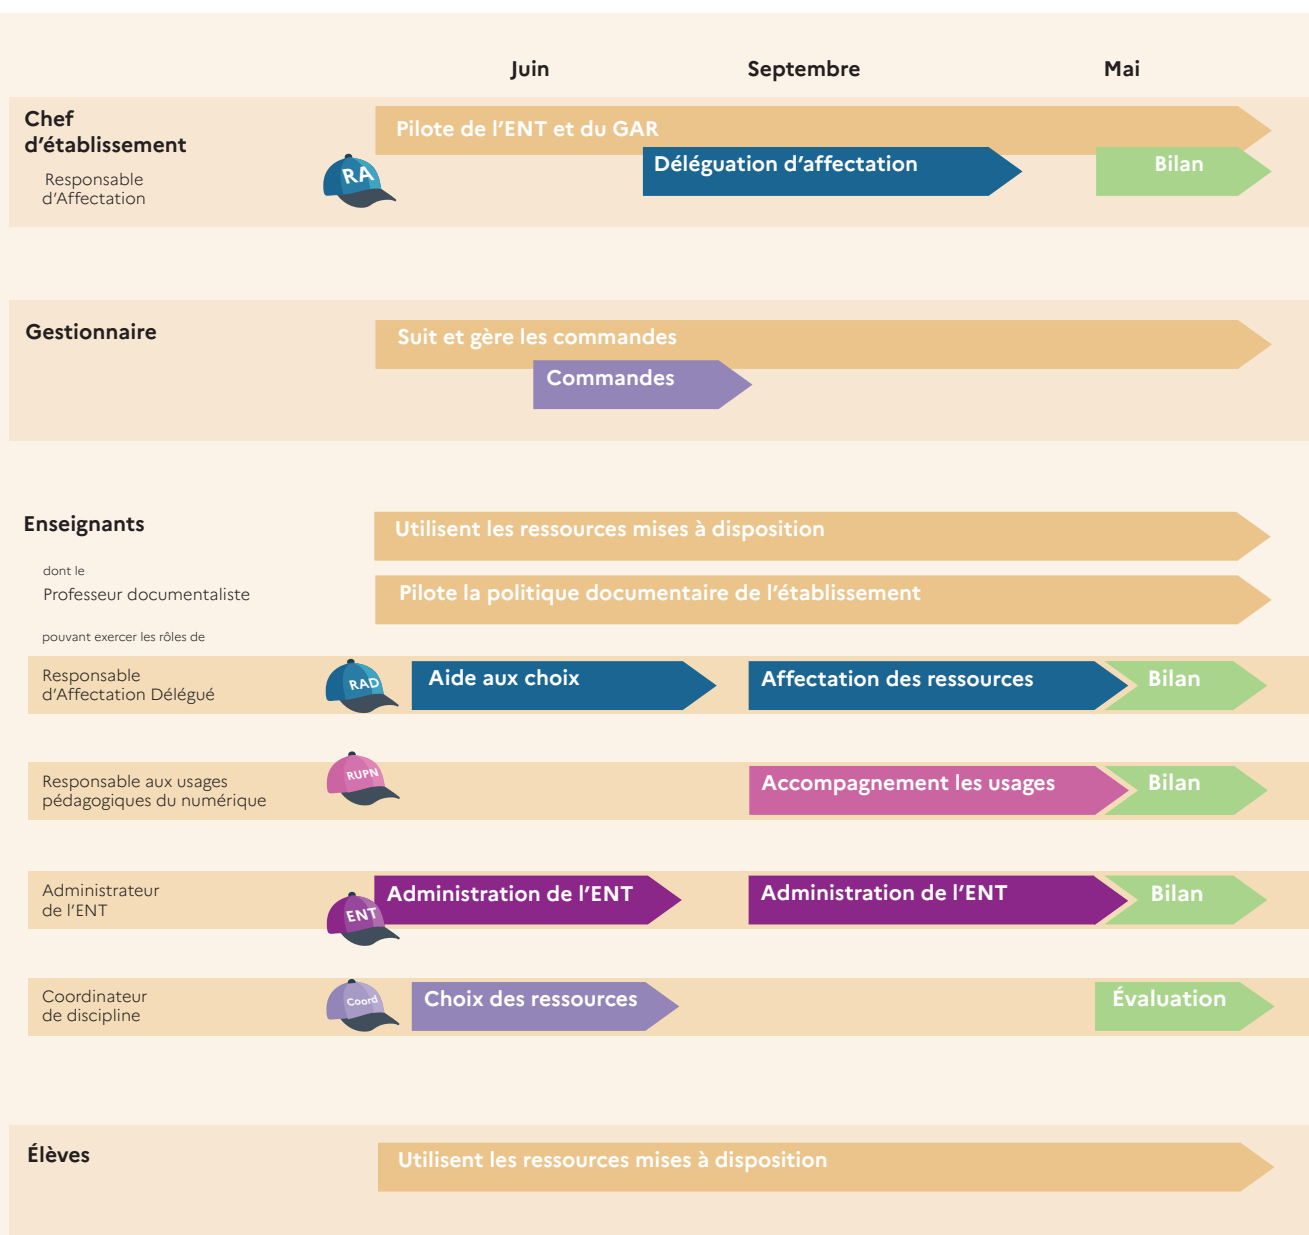 Juin Septembre Mai
Chef
d'établissement
Responsable
d'Affectation
RA
Pilote de l'ENT et du GAR
Déléguation d'affectation
Bilan
Gestionnaire
Suit et gère les commandes
Commandes
Enseignants
Utilisent les ressources mises à disposition
dont le
Professeur documentaliste
Pilote la politique documentaire de l'établissement
pouvant exercer les rôles de
Responsable
d'Affectation Délégué
RAD
Aide aux choix
Affectation des ressources
Bilan
Responsable aux usages
pédagogiques du numérique
RUPN
Accompagnement les usages
Bilan
Administrateur
de l'ENT
ENT
Administration de l'ENT
Administration de l'ENT
Bilan
Coordinateur
de discipline
Coord
Choix des ressources
Évaluation
Élèves
Utilisent les ressources mises à disposition